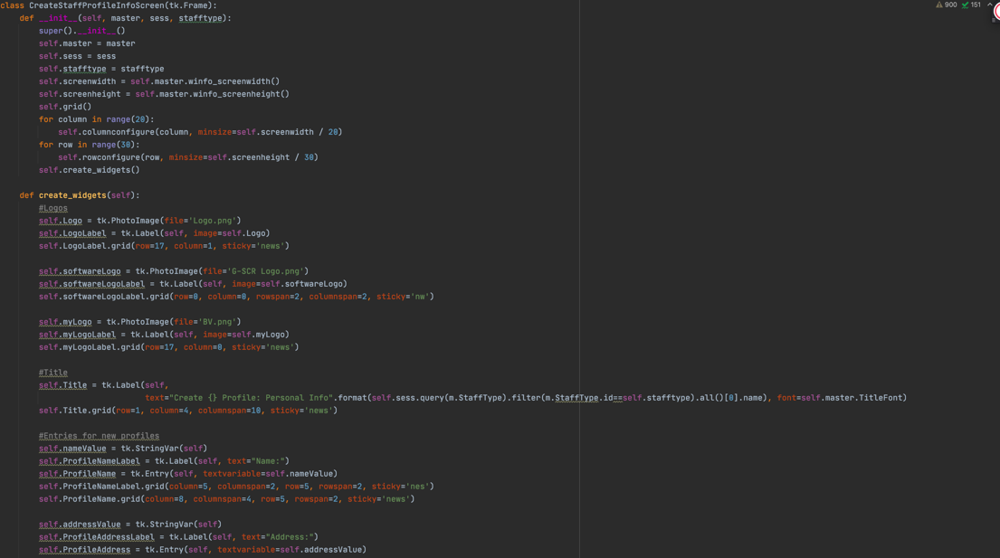 class CreateStaffProfileInfoScreen(tk.Frame):
900 151
    def __init__(self, master, sess, stafftype):
        super().__init__()
        self.master = master
        self.sess = sess
        self.stafftype = stafftype
        self.screenwidth = self.master.winfo_screenwidth()
        self.screenheight = self.master.winfo_screenheight()
        self.grid()
        for column in range(20):
            self.columnconfigure(column, minsize=self.screenwidth / 20)
        for row in range(30):
            self.rowconfigure(row, minsize=self.screenheight / 30)
        self.create_widgets()
    def create_widgets(self):
        #Logos
        self.Logo = tk.PhotoImage(file='Logo.png')
        self.LogoLabel = tk.Label(self, image=self.Logo)
        self.LogoLabel.grid(row=17, column=1, sticky='news')
        self.softwareLogo = tk.PhotoImage(file='G-SCR Logo.png')
        self.softwareLogoLabel = tk.Label(self, image=self.softwareLogo)
        self.softwareLogoLabel.grid(row=0, column=0, rowspan=2, columnspan=2, sticky='nw')
        self.myLogo = tk.PhotoImage(file='BV.png')
        self.myLogoLabel = tk.Label(self, image=self.myLogo)
        self.myLogoLabel.grid(row=17, column=0, sticky='news')
        #Title
        self.Title = tk.Label(self,
                              text="Create {} Profile: Personal Info".format(self.sess.query(m.StaffType).filter(m.StaffType.id==self.stafftype).all()[0].name), font=self.master.TitleFont)
        self.Title.grid(row=1, column=4, columnspan=10, sticky='news')
        #Entries for new profiles
        self.nameValue = tk.StringVar(self)
        self.ProfileNameLabel = tk.Label(self, text="Name:")
        self.ProfileName = tk.Entry(self, textvariable=self.nameValue)
        self.ProfileNameLabel.grid(column=5, columnspan=2, row=5, rowspan=2, sticky='nes')
        self.ProfileName.grid(column=8, columnspan=4, row=5, rowspan=2, sticky='news')
        self.addressValue = tk.StringVar(self)
        self.ProfileAddressLabel = tk.Label(self, text="Address:")
        self.ProfileAddress = tk.Entry(self, textvariable=self.addressValue)